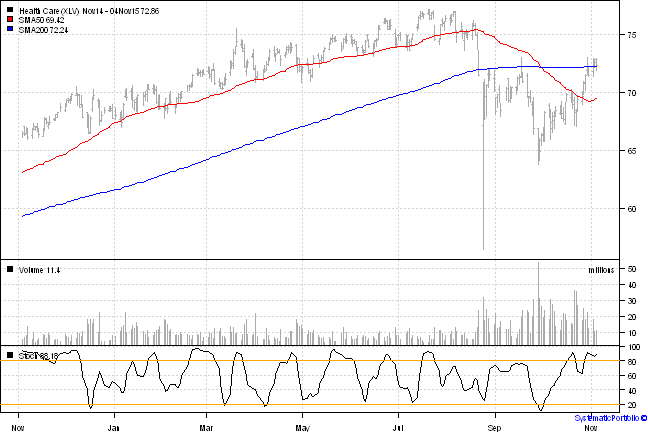 Health Care (XLV) Nov14 - 04Nov15 72.86
SMA50 69.42
SMA200 72.24
75
70
65
60
Volume 11.4
millions
50
40
30
20
10
100
80
60
40
20
Nov Jan Mar May Jul Sep Nov
SystematicPortfolio ©